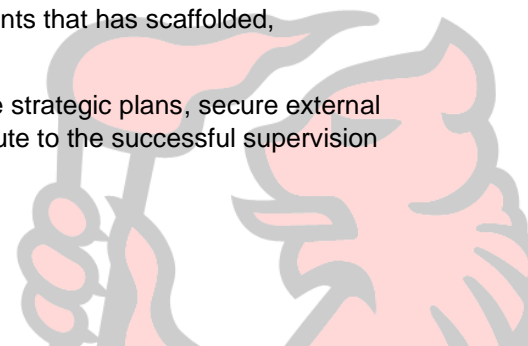 nts that has scaffolded,
strategic plans, secure external
ute to the successful supervision